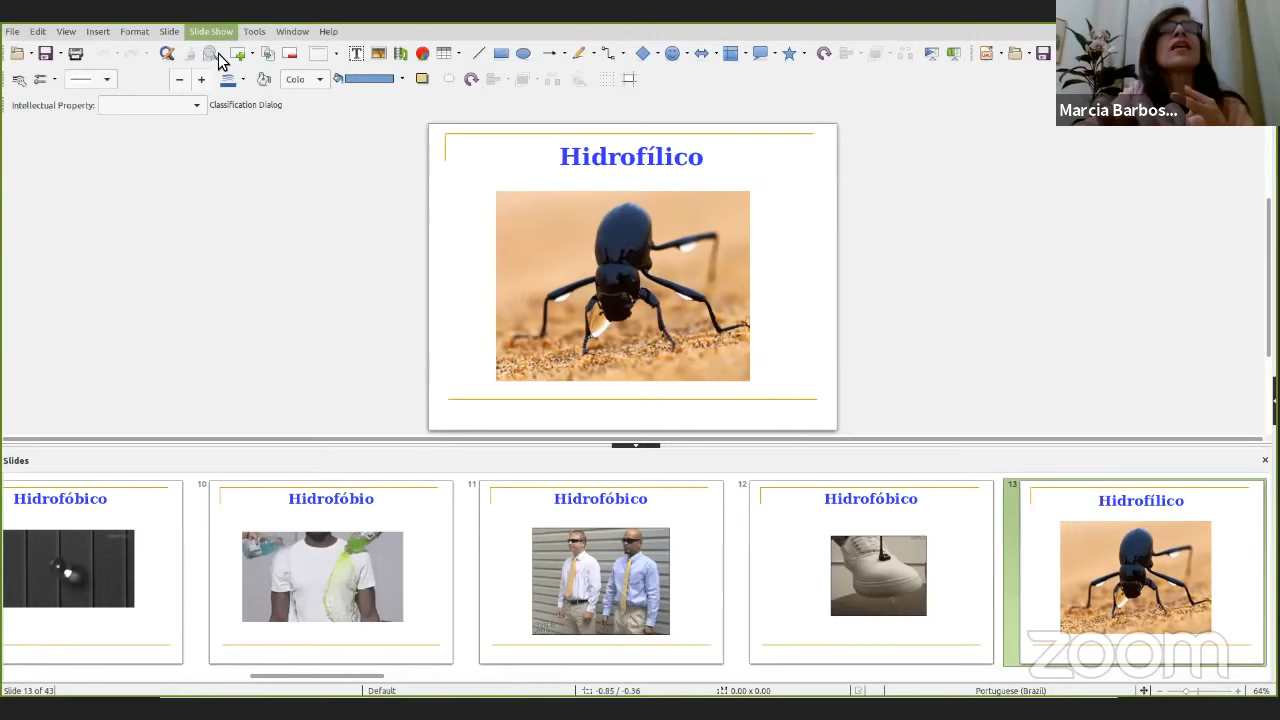 File Edit View Insert Format Slide Slide Show Tools Window Help
Colo
Intellectual Property: Classification Dialog
Marcia Barbos...
Hidrofílico
Slides
Hidrofóbico
10
Hidrofóbio
11
Hidrofóbico
12
Hidrofóbico
13
Hidrofílico
zoom
Slide 13 of 43 Default -0.85 / -0.36 0.00 x 0.00 Portuguese (Brazil) 64%